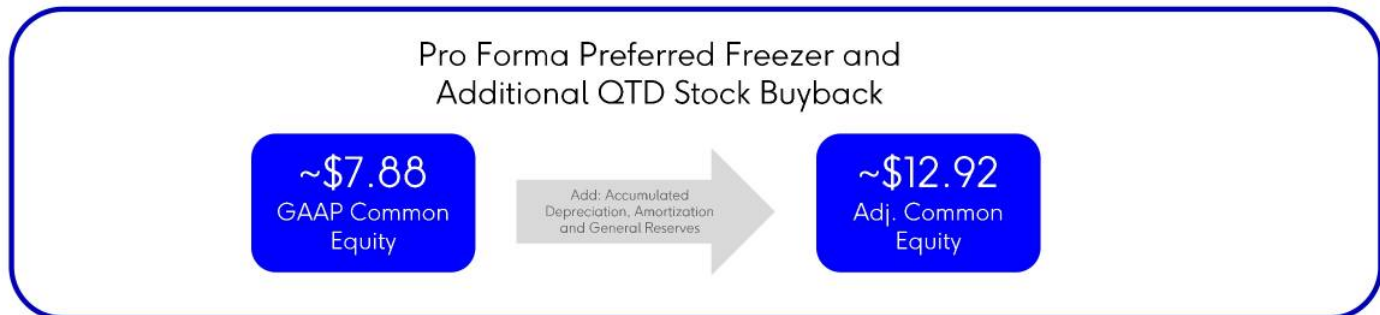 Pro Forma Preferred Freezer and
Additional QTD Stock Buyback
~$7.88
GAAP Common
Equity
Add: Accumulated
Depreciation, Amortization
and General Reserves
~$12.92
Adj. Common
Equity